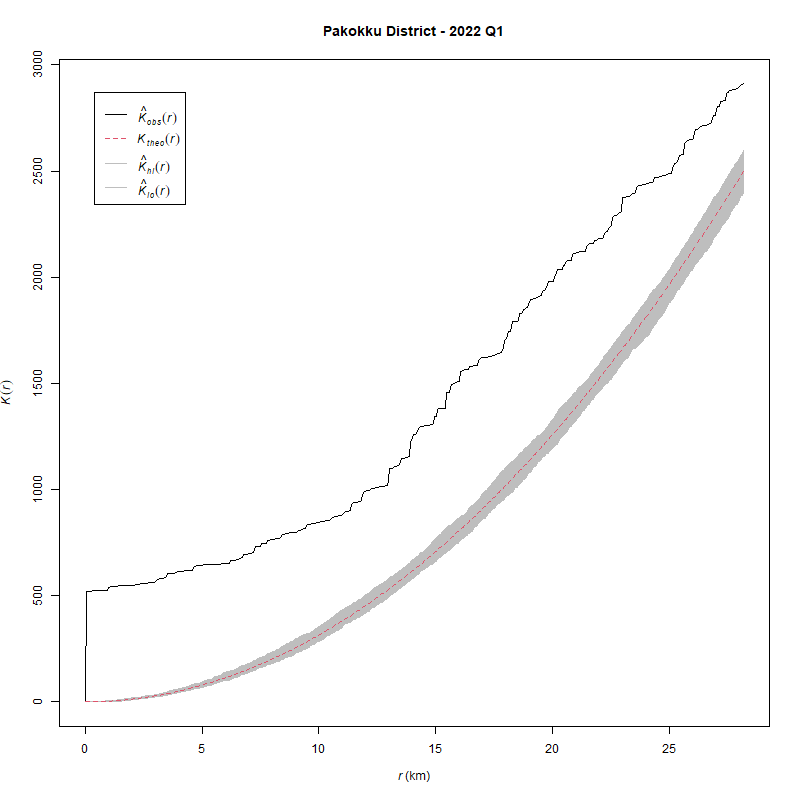 Pakokku District - 2022 Q1
K̂obs(r)
Ktheo(r)
K̂hi(r)
K̂lo(r)
K(r)
3000
2500
2000
1500
1000
500
0
0 5 10 15 20 25
r (km)